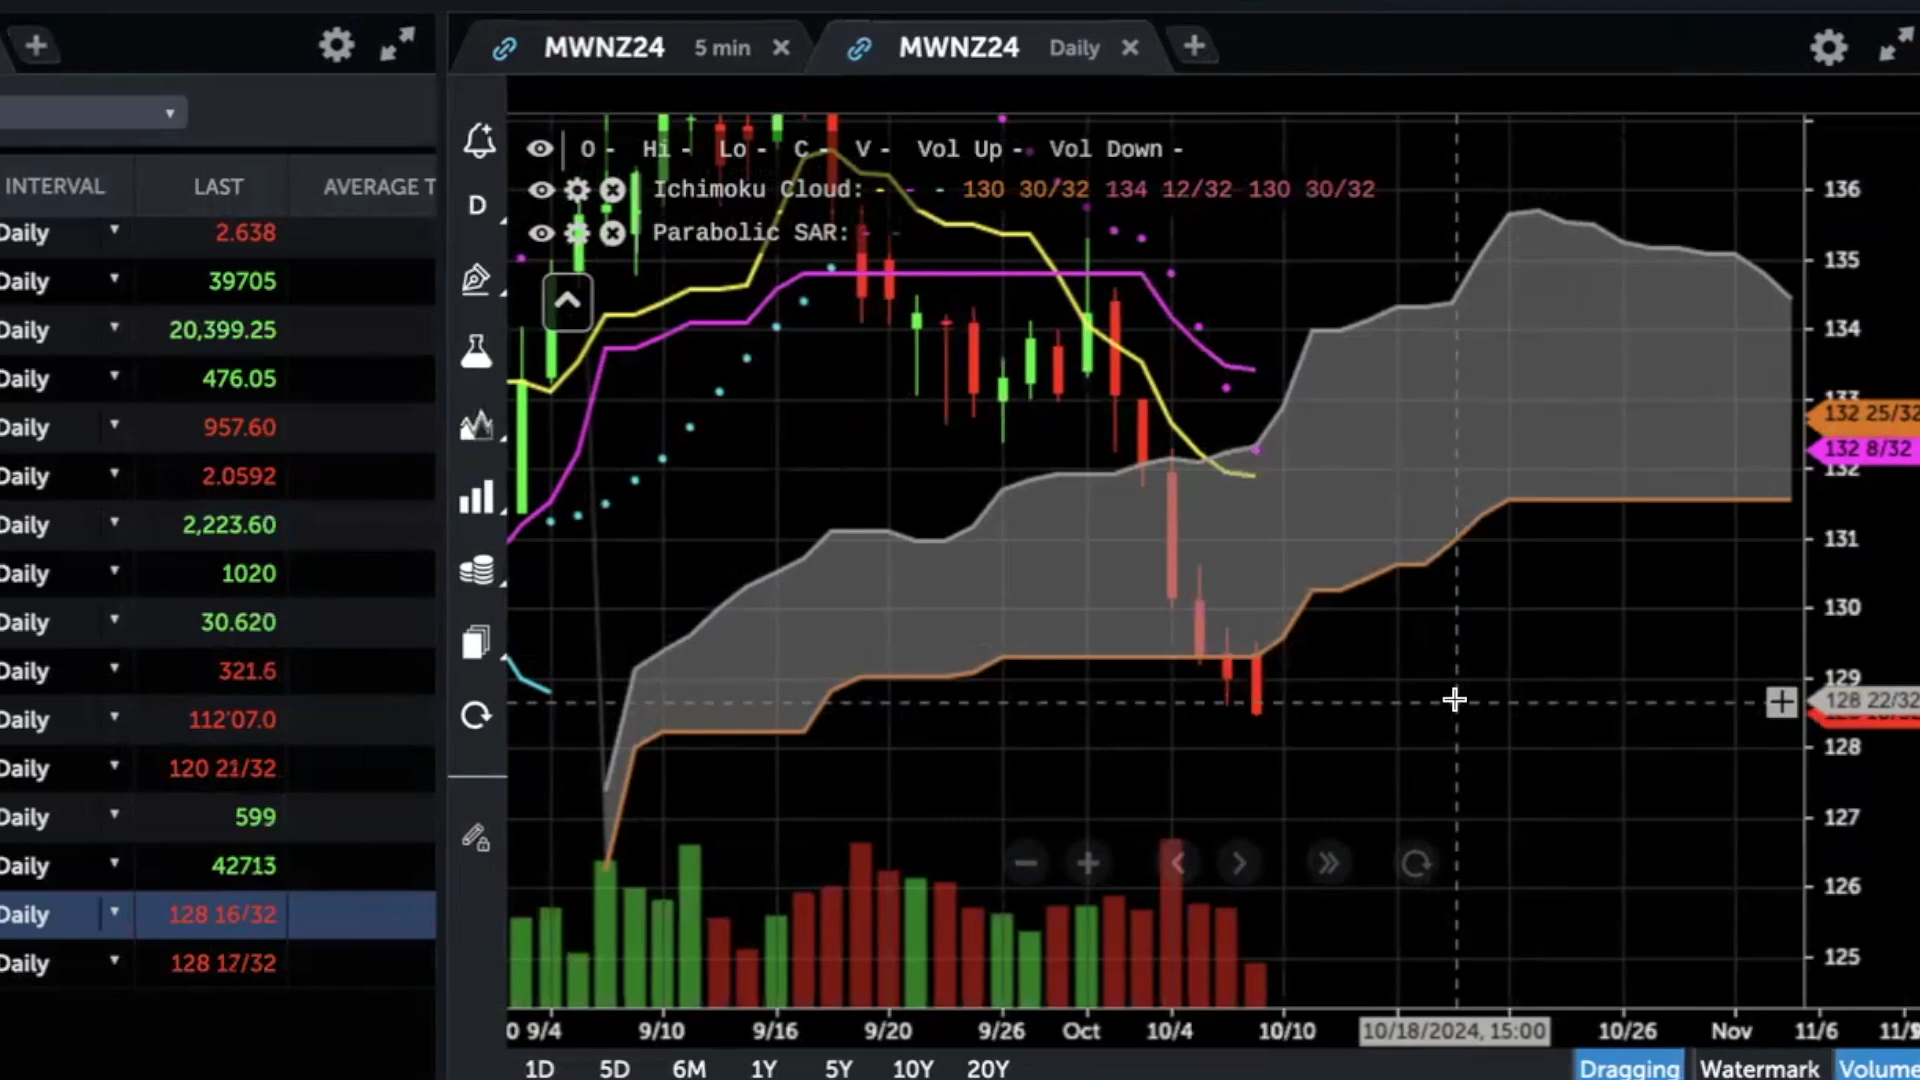 MWNZ24 5 min
MWNZ24 Daily
INTERVAL LAST AVERAGE T
Daily 2.638
Daily 39705
Daily 20,399.25
Daily 476.05
Daily 957.60
Daily 2.0592
Daily 2,223.60
Daily 1020
Daily 30.620
Daily 321.6
Daily 112'07.0
Daily 120 21/32
Daily 599
Daily 42713
Daily 128 16/32
Daily 128 17/32
D
O - Hi - Lo - C - V - Vol Up - Vol Down -
Ichimoku Cloud: - - - 130 30/32 134 12/32 130 30/32
Parabolic SAR: - -
136
135
134
133
132 25/32
132 8/32
132
131
130
129
128 22/32
128
127
126
125
0 9/4 9/10 9/16 9/20 9/26 Oct 10/4 10/10 10/18/2024, 15:00 10/26 Nov 11/6
1D 5D 6M 1Y 5Y 10Y 20Y
Dragging Watermark Volume